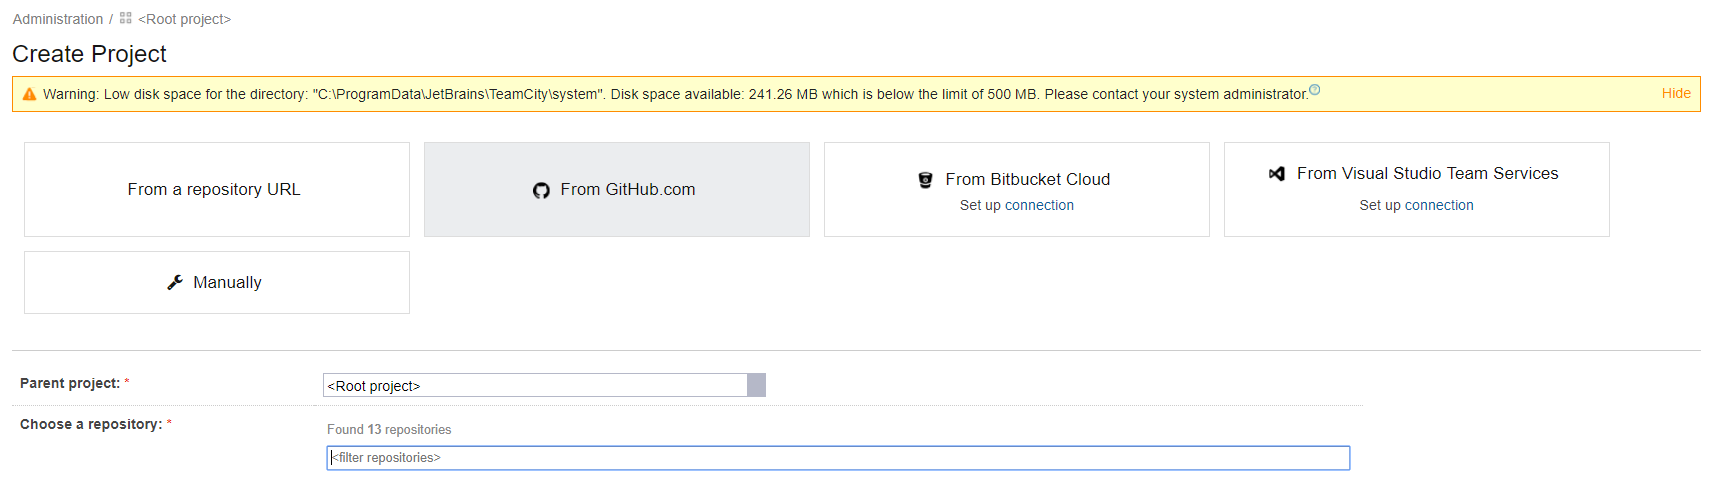 Administration / <Root project>
Create Project
Warning: Low disk space for the directory: "C:\ProgramData\JetBrains\TeamCity\system". Disk space available: 241.26 MB which is below the limit of 500 MB. Please contact your system administrator.?
Hide
From a repository URL
From GitHub.com
From Bitbucket Cloud
Set up connection
From Visual Studio Team Services
Set up connection
Manually
Parent project: *
<Root project>
Choose a repository: *
Found 13 repositories
<filter repositories>